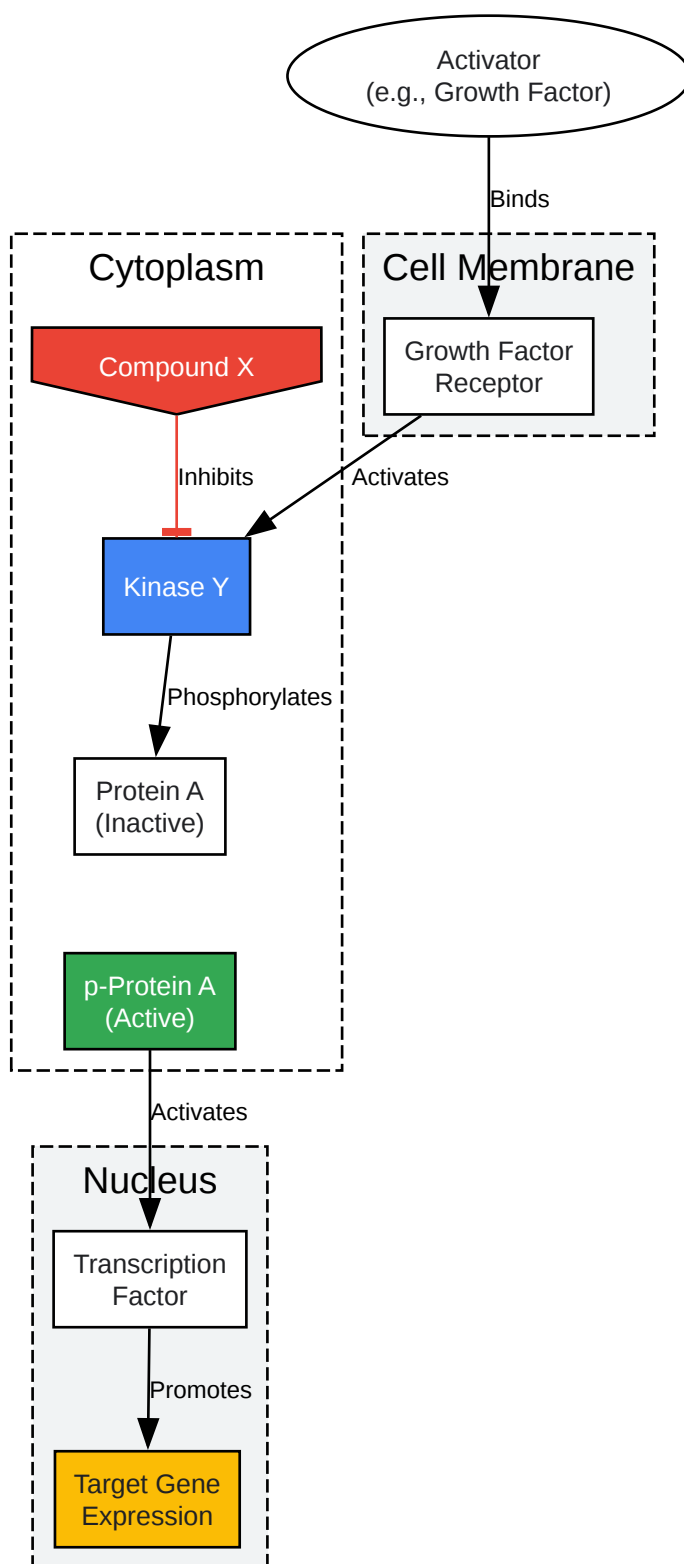 Activator
(e.g., Growth Factor)
Binds
Cytoplasm
Cell Membrane
Compound X
Growth Factor
Receptor
Inhibits
Activates
Kinase Y
Phosphorylates
Protein A
(Inactive)
p-Protein A
(Active)
Activates
Nucleus
Transcription
Factor
Promotes
Target Gene
Expression